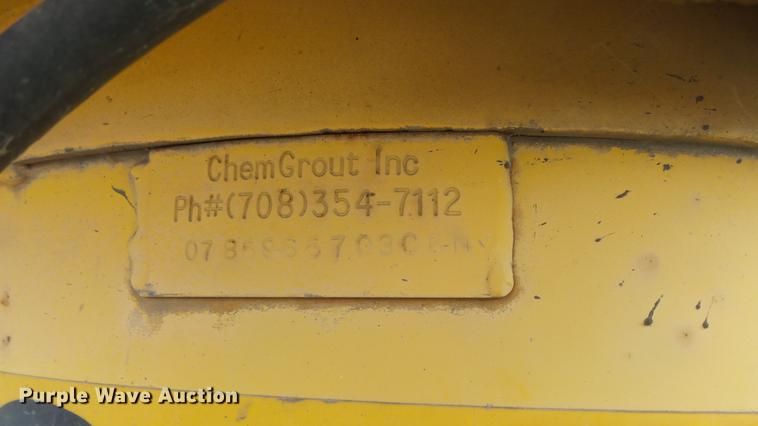 ChemGrout Inc
Ph#(708)354-7112
Purple Wave Auction®